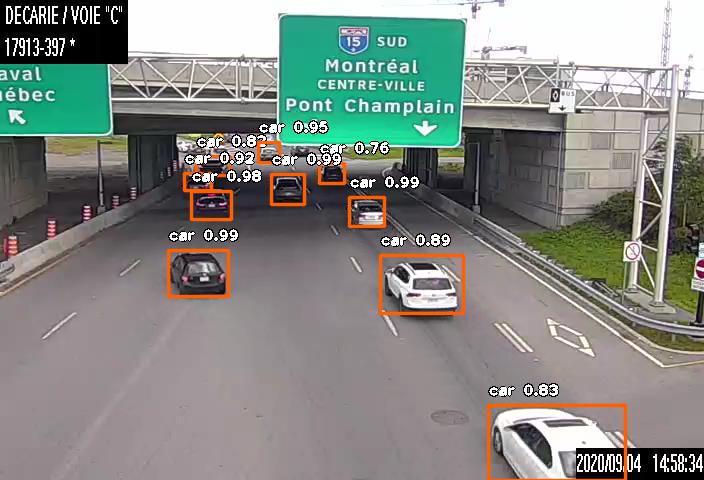 DECARIE / VOIE "C"
17913-397 *
aval
ébec
15 SUD
Montréal
CENTRE-VILLE
Pont Champlain
BUS
car 0.95
car 0.92
car 0.99
car 0.76
car 0.98
car 0.99
car 0.99
car 0.89
car 0.83
2020/09/04 14:58:34